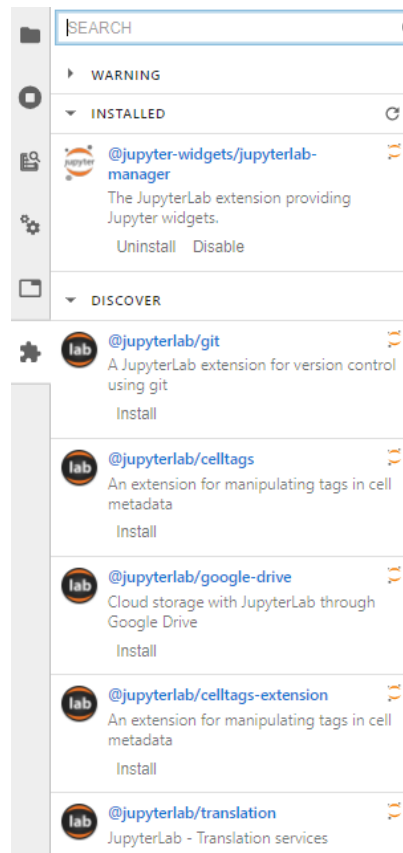 SEARCH
WARNING
INSTALLED
jupyter
@jupyter-widgets/jupyterlab-
manager
The JupyterLab extension providing
Jupyter widgets.
Uninstall Disable
DISCOVER
lab
@jupyterlab/git
A JupyterLab extension for version control
using git
Install
lab
@jupyterlab/celltags
An extension for manipulating tags in cell
metadata
Install
lab
@jupyterlab/google-drive
Cloud storage with JupyterLab through
Google Drive
Install
lab
@jupyterlab/celltags-extension
An extension for manipulating tags in cell
metadata
Install
lab
@jupyterlab/translation
JupyterLab - Translation services